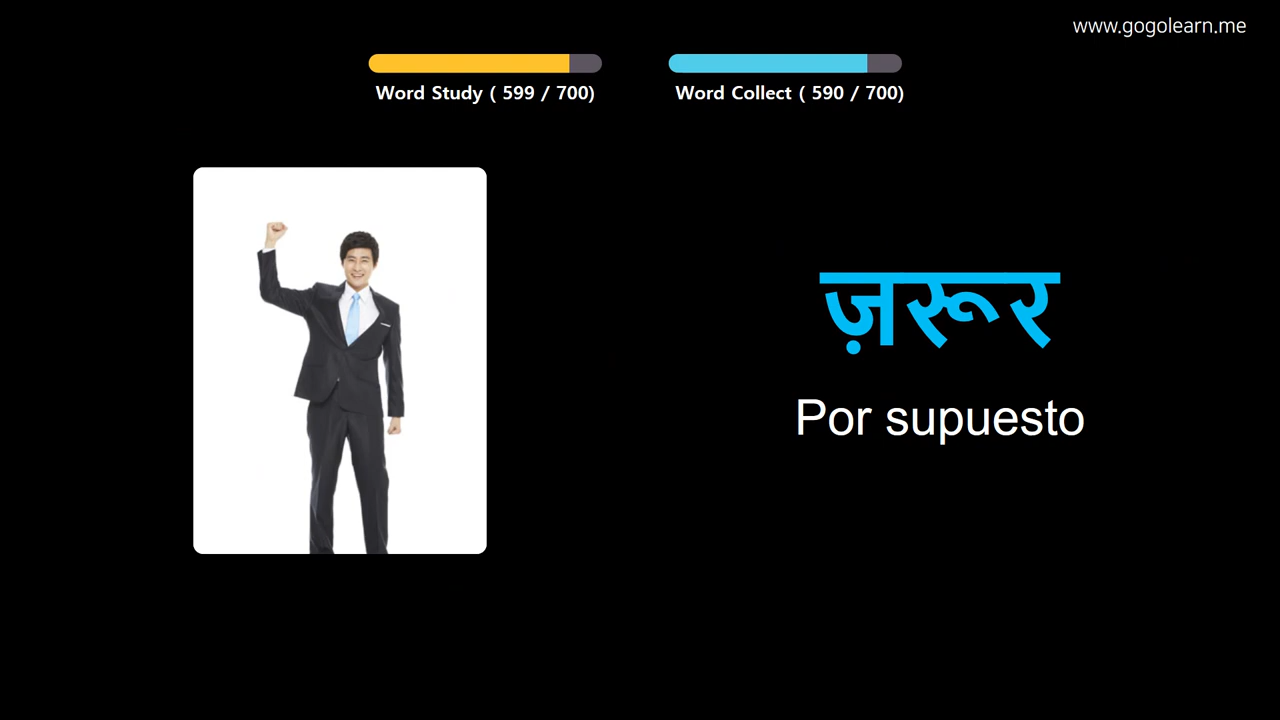 www.gogolearn.me
Word Study ( 599 / 700)
Word Collect ( 590 / 700)
ज़रूर
Por supuesto